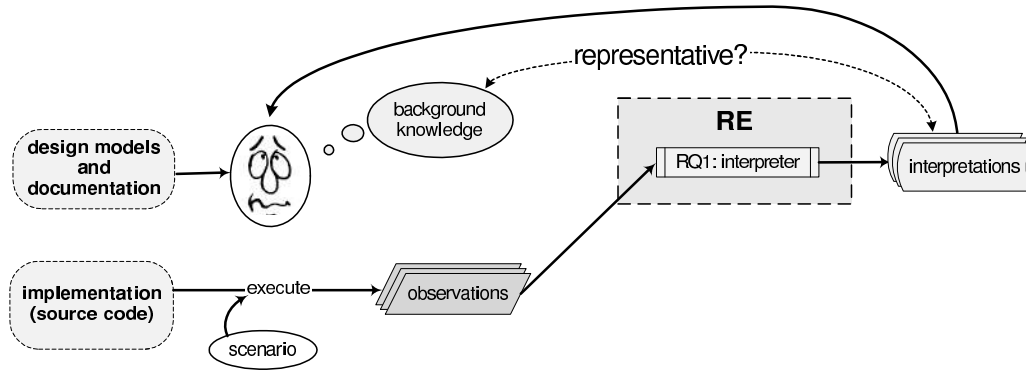 representative?
background
knowledge
RE
design models
and
documentation
RQ1: interpreter
interpretations
implementation
(source code)
execute
observations
scenario